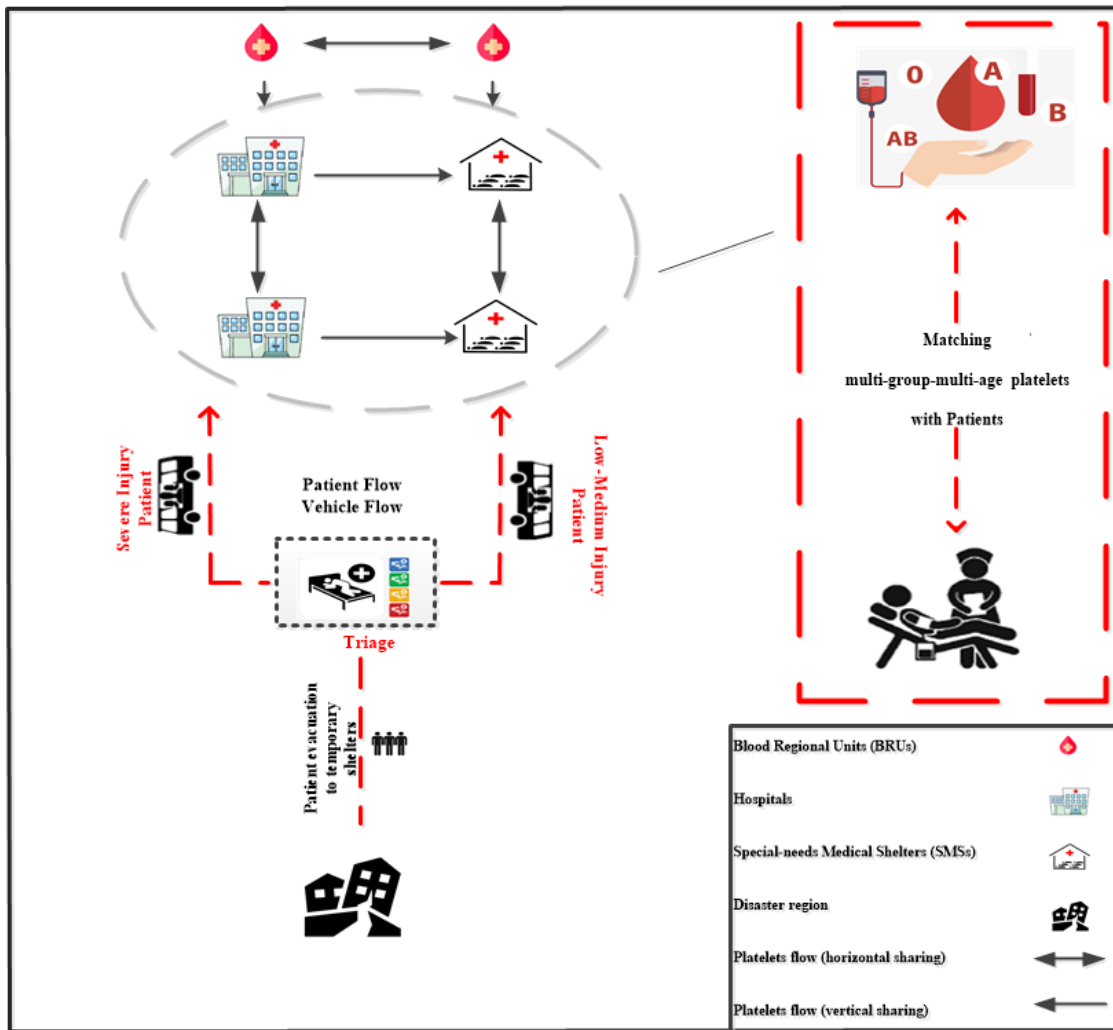 O
A
B
AB
Matching
multi-group-multi-age platelets
with Patients
Severe Injury
Patient
Patient Flow
Vehicle Flow
Low-Medium Injury
Patient
Triage
Patient evacuation
to temporary
shelters
Blood Regional Units (BRUs)
Hospitals
Special-needs Medical Shelters (SMSs)
Disaster region
Platelets flow (horizontal sharing)
Platelets flow (vertical sharing)